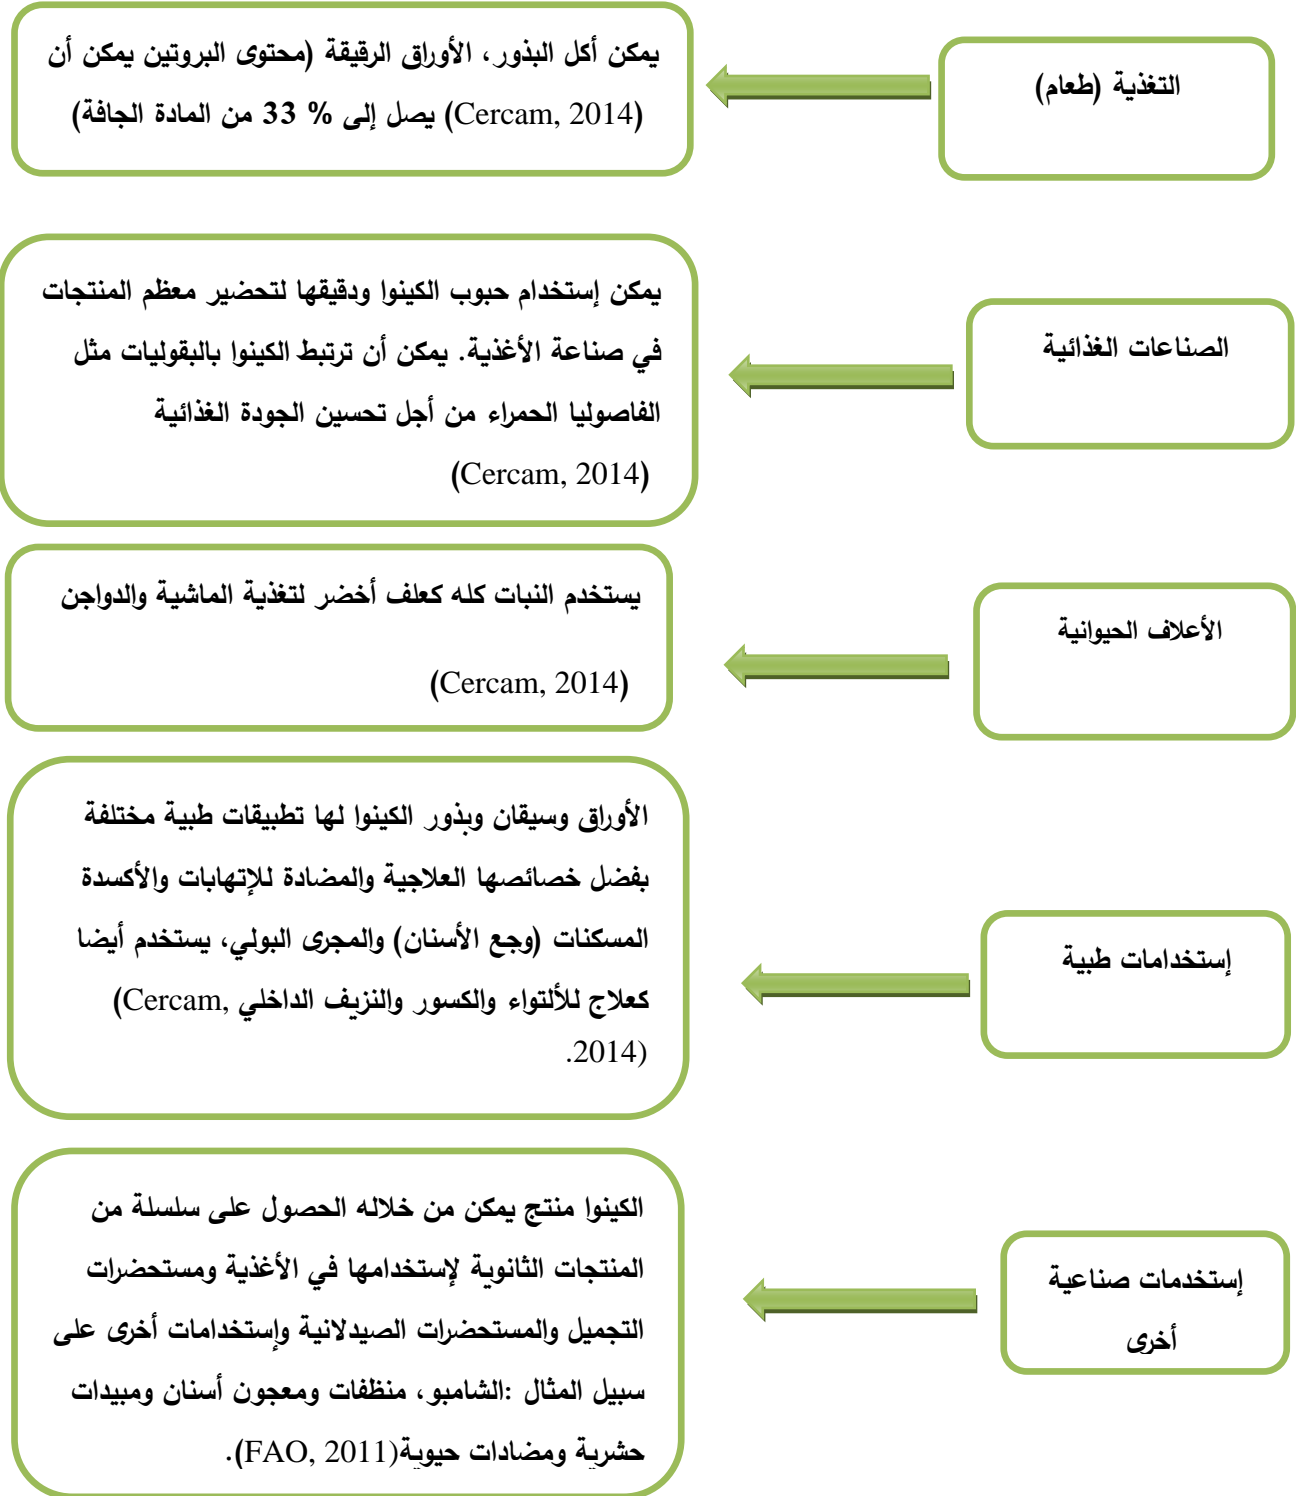 التغذية (طعام)
يمكن أكل البذور، الأوراق الرقيقة (محتوى البروتين يمكن أن
يصل إلى % 33 من المادة الجافة) (Cercam, 2014)
الصناعات الغذائية
يمكن إستخدام حبوب الكينوا ودقيقها لتحضير معظم المنتجات
في صناعة الأغذية. يمكن أن ترتبط الكينوا بالبقوليات مثل
الفاصوليا الحمراء من أجل تحسين الجودة الغذائية
(Cercam, 2014)
الأعلاف الحيوانية
يستخدم النبات كله كعلف أخضر لتغذية الماشية والدواجن
(Cercam, 2014)
إستخدامات طبية
الأوراق وسيقان وبذور الكينوا لها تطبيقات طبية مختلفة
بفضل خصائصها العلاجية والمضادة للإتهابات والأكسدة
المسكنات (وجع الأسنان) والمجرى البولي، يستخدم أيضا
كعلاج للألتواء والكسور والنزيف الداخلي (Cercam,
2014).
إستخدمات صناعية
أخرى
الكينوا منتج يمكن من خلاله الحصول على سلسلة من
المنتجات الثانوية لإستخدامها في الأغذية ومستحضرات
التجميل والمستحضرات الصيدلانية وإستخدامات أخرى على
سبيل المثال :الشامبو، منظفات ومعجون أسنان ومبيدات
حشرية ومضادات حيوية(FAO, 2011).